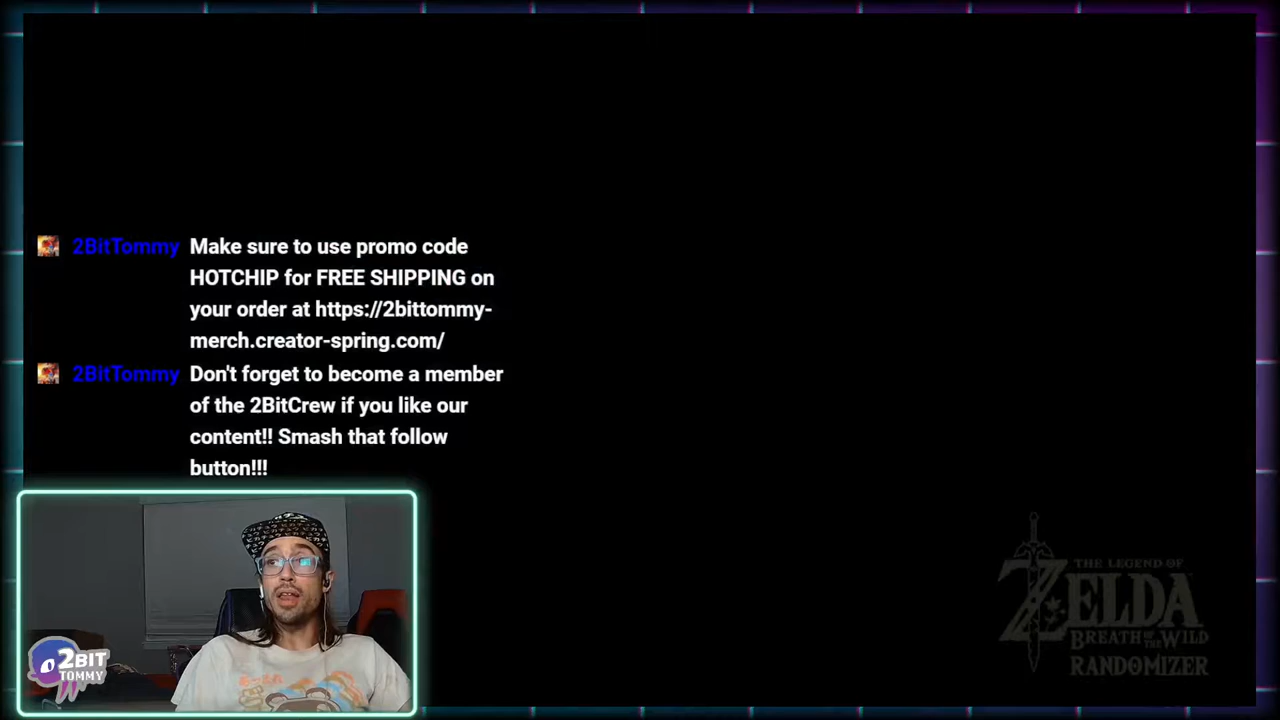 2BitTommy Make sure to use promo code
HOTCHIP for FREE SHIPPING on
your order at https://2bittommy-
merch.creator-spring.com/
2BitTommy Don't forget to become a member
of the 2BitCrew if you like our
content!! Smash that follow
button!!!
2BIT
TOMMY
THE LEGEND OF
ZELDA
BREATH OF THE WILD
RANDOMIZER